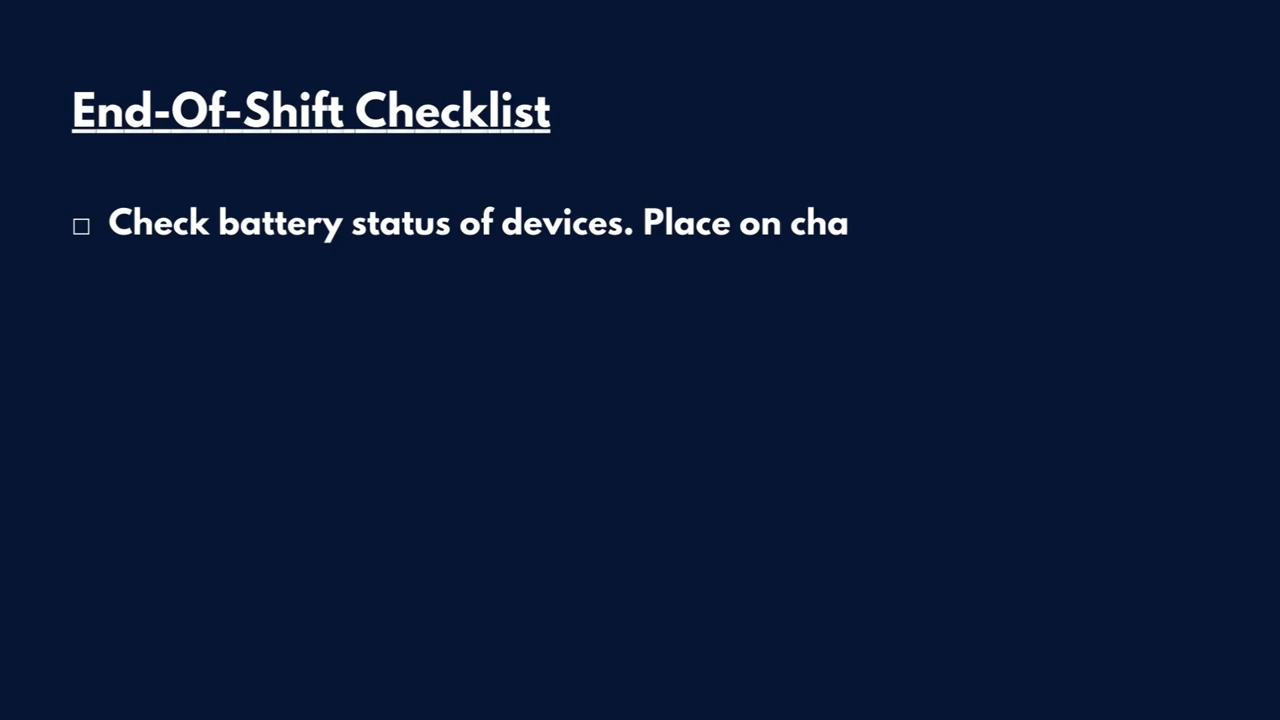 End-Of-Shift Checklist
□ Check battery status of devices. Place on cha